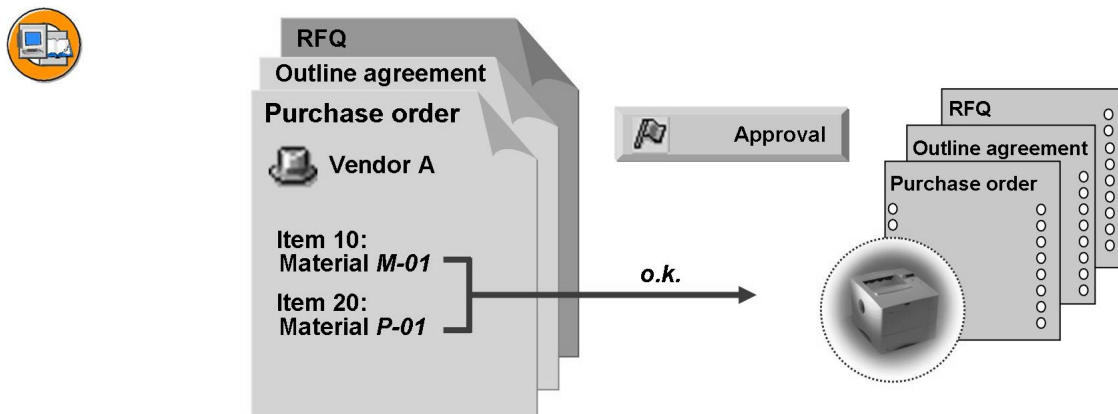 RFQ
Outline agreement
Purchase order
Vendor A
Item 10:
Material M-01
Item 20:
Material P-01
Approval
o.k.
RFQ
Outline agreement
Purchase order